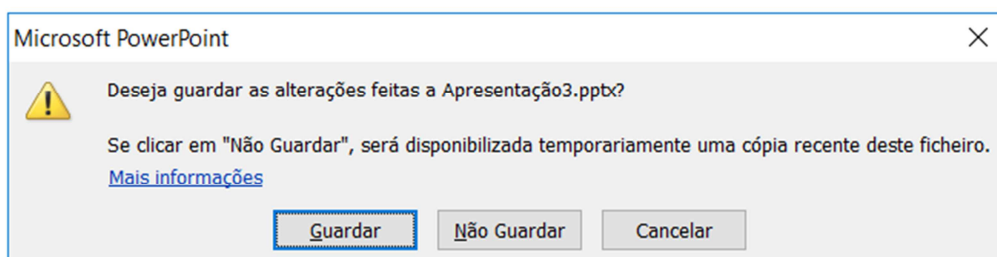 Microsoft PowerPoint
Deseja guardar as alterações feitas a Apresentação3.pptx?
Se clicar em "Não Guardar", será disponibilizada temporariamente uma cópia recente deste ficheiro.
Mais informações
Guardar Não Guardar Cancelar